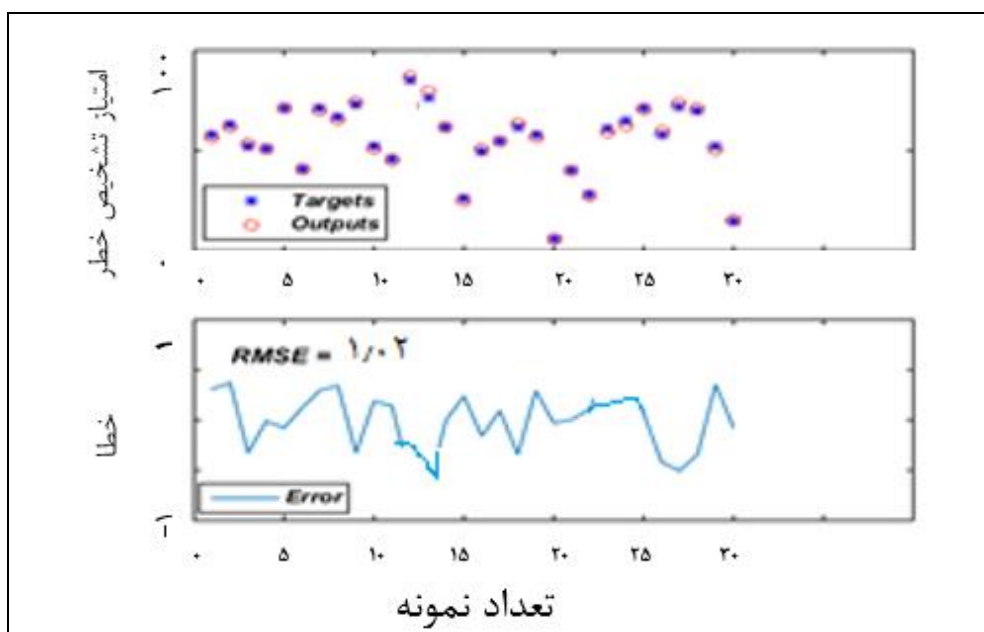 امتیاز تشخیص خطر
۱۰۰
Targets
Outputs
۰
۰ ۵ ۱۰ ۱۵ ۲۰ ۲۵ ۳۰
خطا
۱
RMSE = ۱/۰۲
Error
-۱
۰ ۵ ۱۰ ۱۵ ۲۰ ۲۵ ۳۰
تعداد نمونه